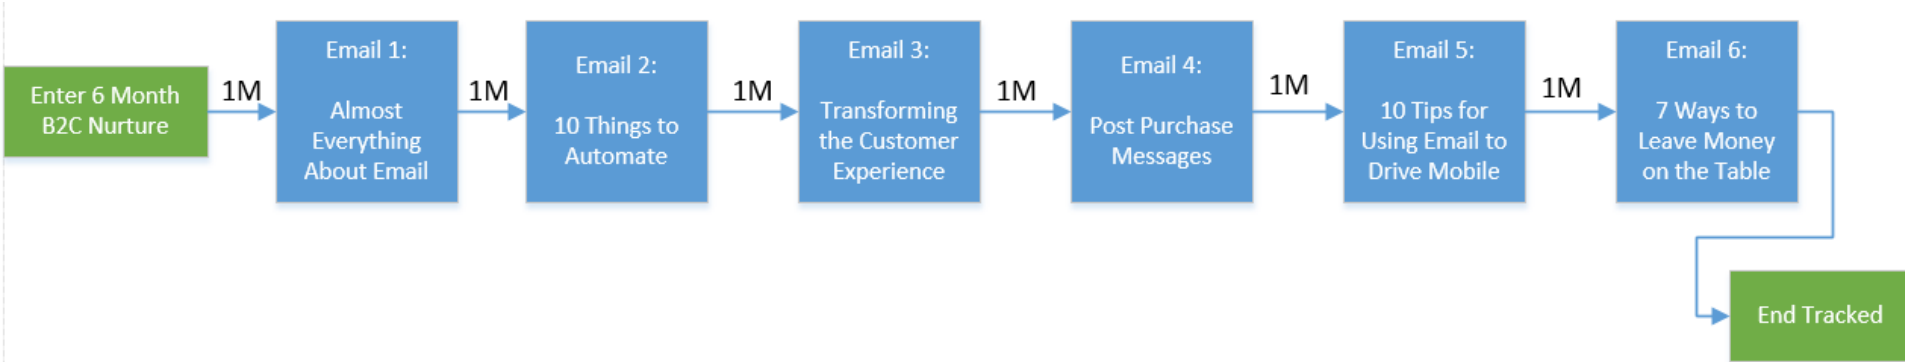 Enter 6 Month
B2C Nurture
1M
Email 1:
Almost
Everything
About Email
1M
Email 2:
10 Things to
Automate
1M
Email 3:
Transforming
the Customer
Experience
1M
Email 4:
Post Purchase
Messages
1M
Email 5:
10 Tips for
Using Email to
Drive Mobile
1M
Email 6:
7 Ways to
Leave Money
on the Table
End Tracked